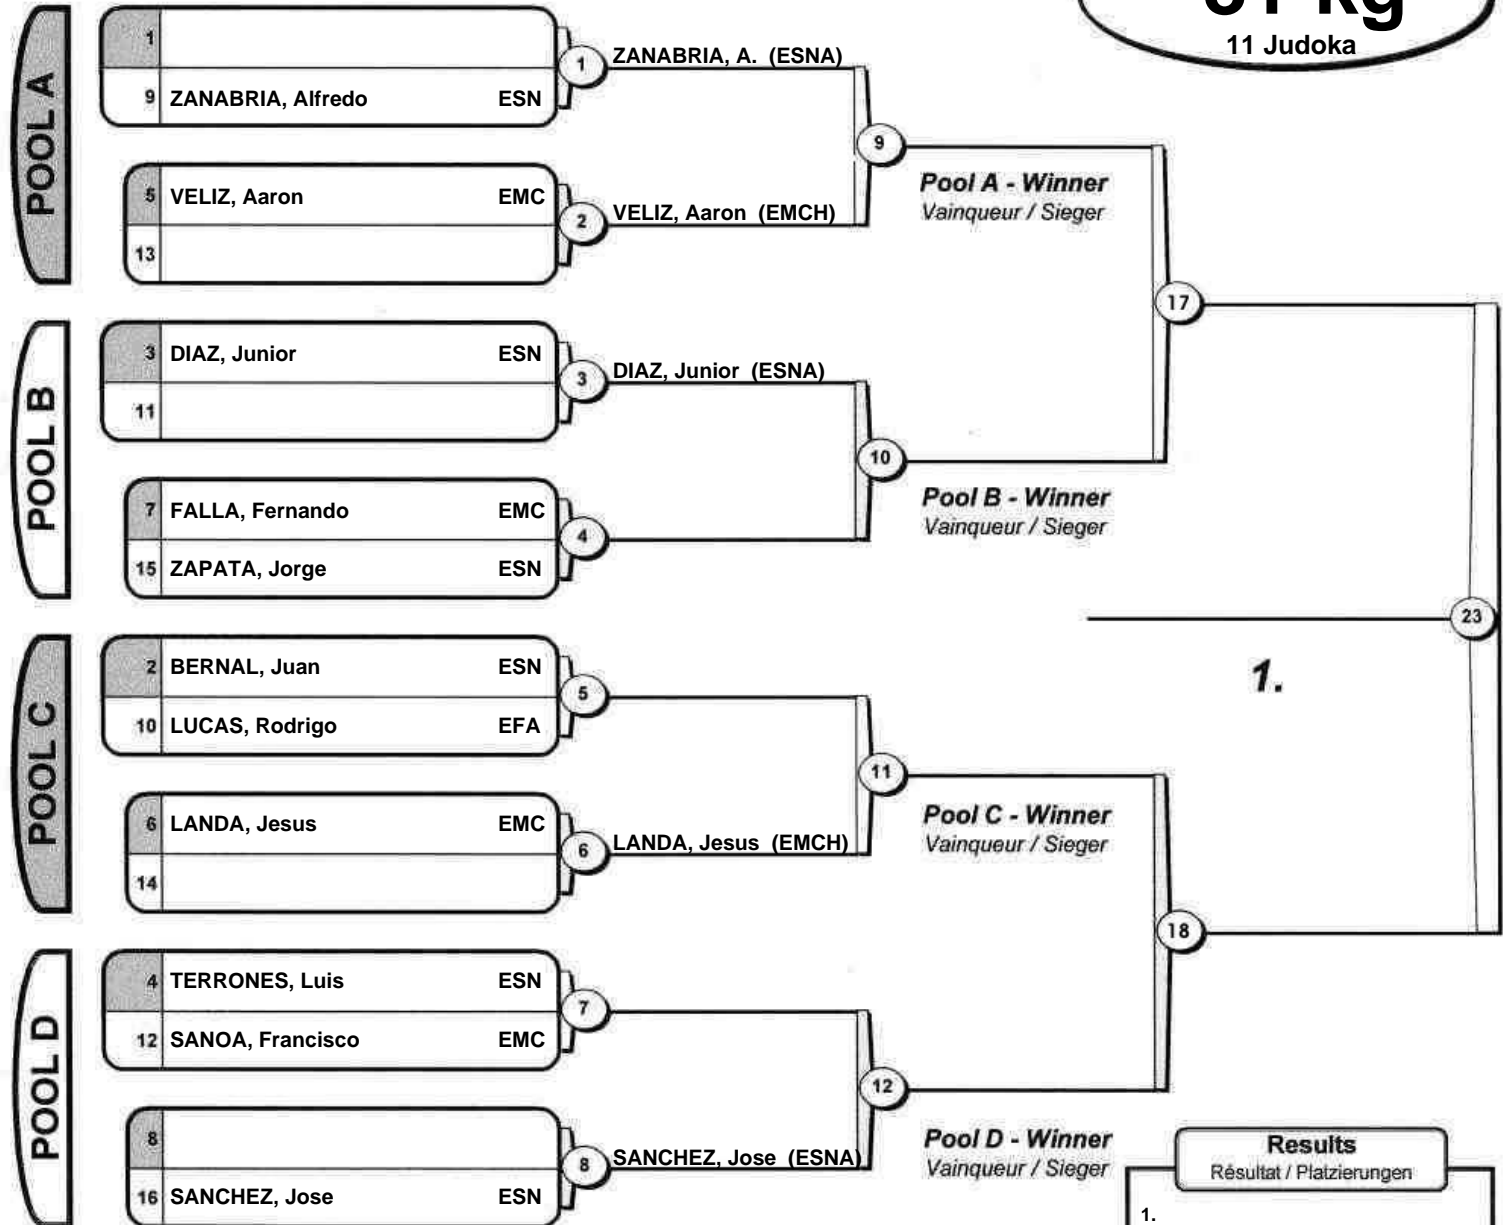 11 Judoka
POOL A
1
9 ZANABRIA, Alfredo ESN
1
ZANABRIA, A. (ESNA)
5 VELIZ, Aaron EMC
13
2
VELIZ, Aaron (EMCH)
9
Pool A - Winner
Vainqueur / Sieger
POOL B
3 DIAZ, Junior ESN
11
3
DIAZ, Junior (ESNA)
7 FALLA, Fernando EMC
15 ZAPATA, Jorge ESN
4
10
Pool B - Winner
Vainqueur / Sieger
17
POOL C
2 BERNAL, Juan ESN
10 LUCAS, Rodrigo EFA
5
6 LANDA, Jesus EMC
14
6
LANDA, Jesus (EMCH)
11
Pool C - Winner
Vainqueur / Sieger
POOL D
4 TERRONES, Luis ESN
12 SANOA, Francisco EMC
7
8
16 SANCHEZ, Jose ESN
8
SANCHEZ, Jose (ESNA)
12
Pool D - Winner
Vainqueur / Sieger
18
23
1.
Results
Résultat / Platzierungen
1.